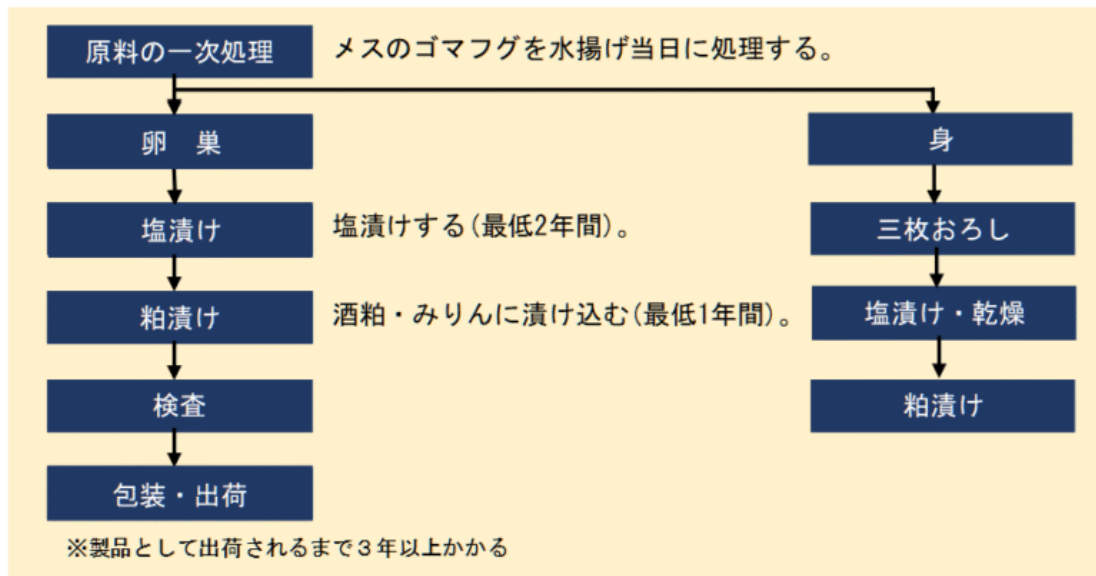 原料の一次処理
メスのゴマフグを水揚げ当日に処理する。
卵　巣
塩漬け
塩漬けする(最低2年間)。
粕漬け
酒粕・みりんに漬け込む(最低1年間)。
検査
包装・出荷
身
三枚おろし
塩漬け・乾燥
粕漬け
※製品として出荷されるまで３年以上かかる